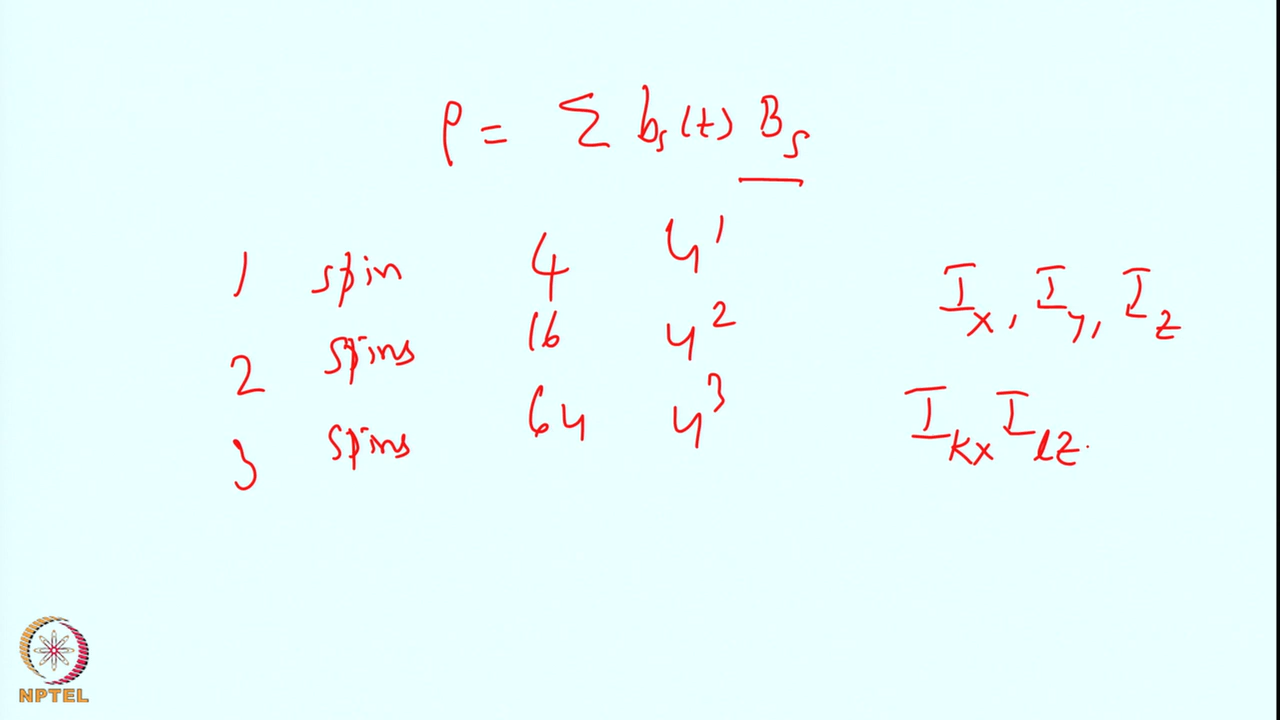 ρ = Σ b_s(t) B_s
1 spin 4 4^1
2 spins 16 4^2
3 spins 64 4^3
I_x, I_y, I_z
I_kx I_lz.
NPTEL